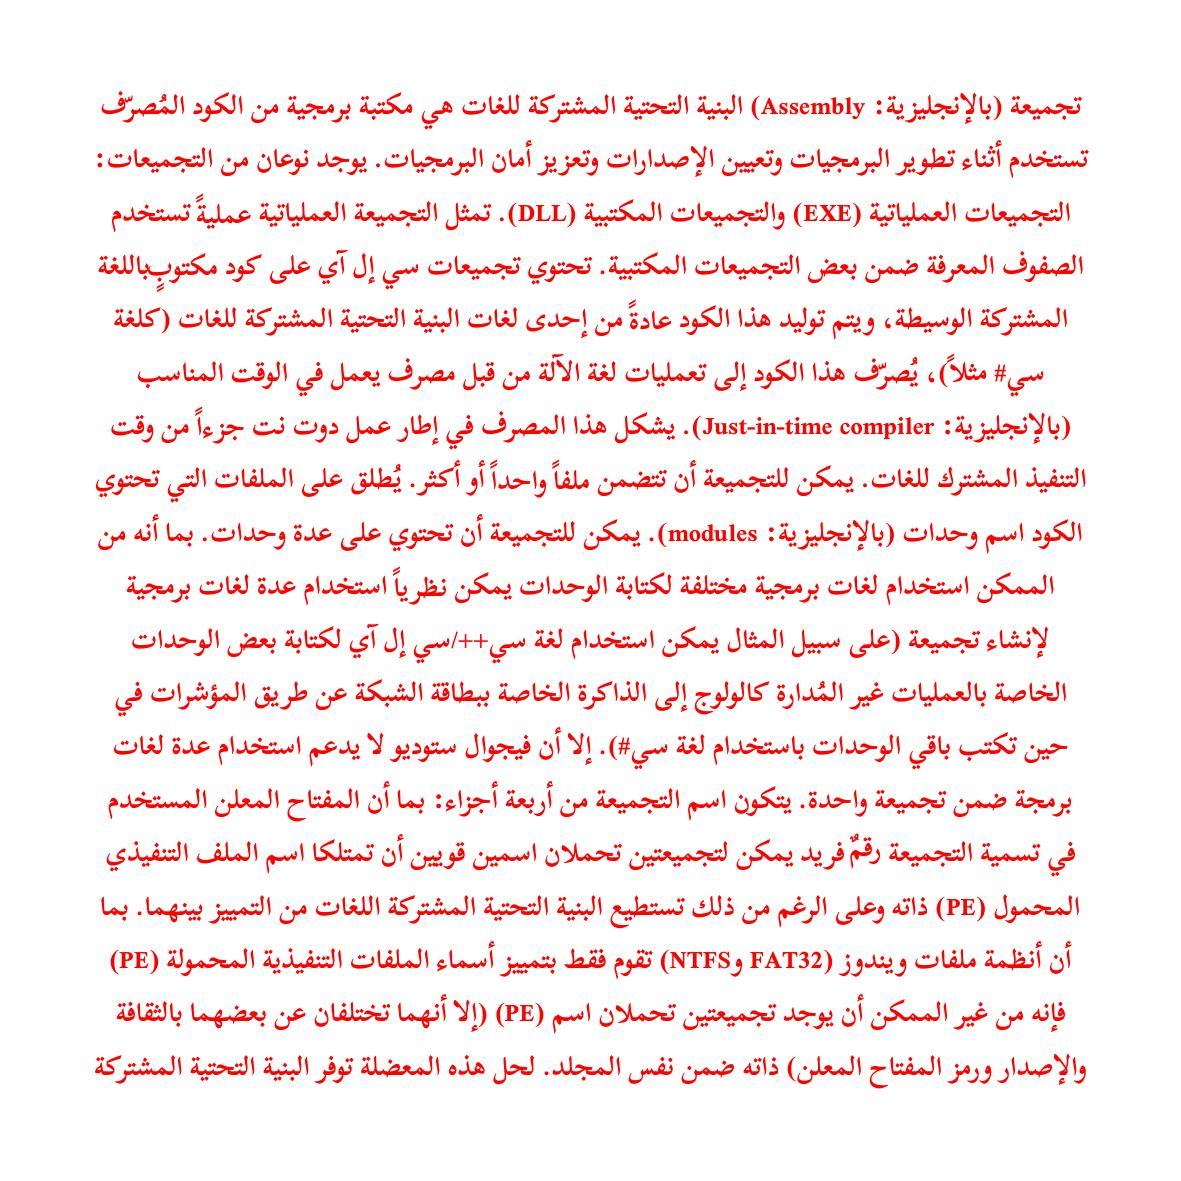 تجميعة (بالإنجليزية: Assembly) البنية التحتية المشتركة للغات هي مكتبة برمجية من الكود المُصرّف
تستخدم أثناء تطوير البرمجيات وتعيين الإصدارات وتعزيز أمان البرمجيات. يوجد نوعان من التجميعات:
التجميعات العملياتية (EXE) والتجميعات المكتبية (DLL). تمثل التجميعة العملياتية عمليةً تستخدم
الصفوف المعرفة ضمن بعض التجميعات المكتبية. تحتوي تجميعات سي إل آي على كود مكتوبٍباللغة
المشتركة الوسيطة، ويتم توليد هذا الكود عادةً من إحدى لغات البنية التحتية المشتركة للغات (كلغة
سي# مثلاً)، يُصرّف هذا الكود إلى تعمليات لغة الآلة من قبل مصرف يعمل في الوقت المناسب
(بالإنجليزية: Just-in-time compiler). يشكل هذا المصرف في إطار عمل دوت نت جزءاً من وقت
التنفيذ المشترك للغات. يمكن للتجميعة أن تتضمن ملفاً واحداً أو أكثر. يُطلق على الملفات التي تحتوي
الكود اسم وحدات (بالإنجليزية: modules). يمكن للتجميعة أن تحتوي على عدة وحدات. بما أنه من
الممكن استخدام لغات برمجية مختلفة لكتابة الوحدات يمكن نظرياً استخدام عدة لغات برمجية
لإنشاء تجميعة (على سبيل المثال يمكن استخدام لغة سي++/سي إل آي لكتابة بعض الوحدات
الخاصة بالعمليات غير المُدارة كالولوج إلى الذاكرة الخاصة ببطاقة الشبكة عن طريق المؤشرات في
حين تكتب باقي الوحدات باستخدام لغة سي#). إلا أن فيجوال ستوديو لا يدعم استخدام عدة لغات
برمجة ضمن تجميعة واحدة. يتكون اسم التجميعة من أربعة أجزاء: بما أن المفتاح المعلن المستخدم
في تسمية التجميعة رقمٌ فريد يمكن لتجميعتين تحملان اسمين قويين أن تمتلكا اسم الملف التنفيذي
المحمول (PE) ذاته وعلى الرغم من ذلك تستطيع البنية التحتية المشتركة اللغات من التمييز بينهما. بما
أن أنظمة ملفات ويندوز (FAT32 وNTFS) تقوم فقط بتمييز أسماء الملفات التنفيذية المحمولة (PE)
فإنه من غير الممكن أن يوجد تجميعتين تحملان اسم (PE) (إلا أنهما تختلفان عن بعضهما بالثقافة
والإصدار ورمز المفتاح المعلن) ذاته ضمن نفس المجلد. لحل هذه المعضلة توفر البنية التحتية المشتركة